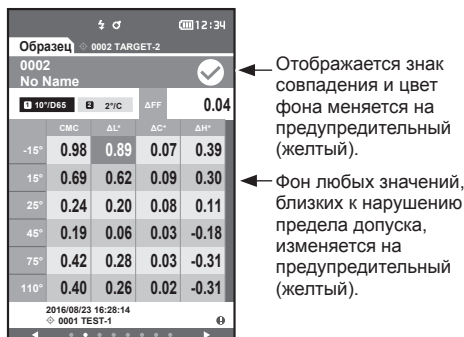 12:34
Образец 0002 TARGET-2
0002
No Name
1 10°/D65 2 2°/C ΔFF 0.04
CMC ΔL* ΔC* ΔH*
-15° 0.98 0.89 0.07 0.39
15° 0.69 0.62 0.09 0.30
25° 0.24 0.20 0.08 0.11
45° 0.19 0.06 0.03 -0.18
75° 0.42 0.28 0.03 -0.31
110° 0.40 0.26 0.02 -0.31
2016/08/23 16:28:14
0001 TEST-1
Отображается знак
совпадения и цвет
фона меняется на
предупредительный
(желтый).
Фон любых значений,
близких к нарушению
предела допуска,
изменяется на
предупредительный
(желтый).